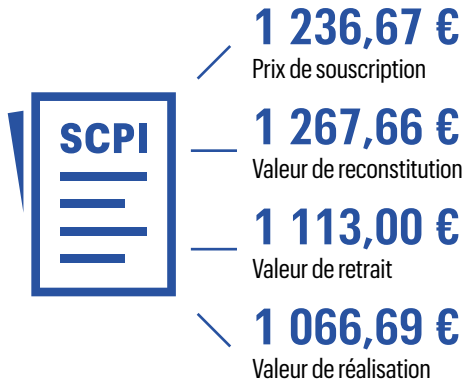 SCPI
1 236,67 €
Prix de souscription
1 267,66 €
Valeur de reconstitution
1 113,00 €
Valeur de retrait
1 066,69 €
Valeur de réalisation